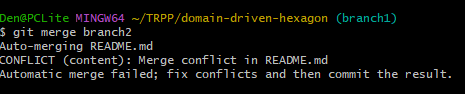 Den@PCLite MINGW64 ~/TRPP/domain-driven-hexagon (branch1)
$ git merge branch2
Auto-merging README.md
CONFLICT (content): Merge conflict in README.md
Automatic merge failed; fix conflicts and then commit the result.